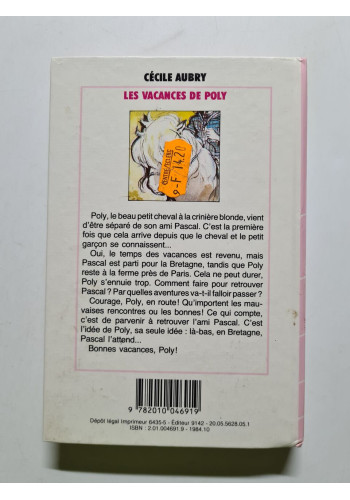 CÉCILE AUBRY
LES VACANCES DE POLY
9-F 14.20
Poly, le beau petit cheval à la crinière blonde, vient
d'être séparé de son ami Pascal. C'est la première
fois que cela arrive depuis que le cheval et le petit
garçon se connaissent...
Oui, le temps des vacances est revenu, mais
Pascal est parti pour la Bretagne, tandis que Poly
reste à la ferme près de Paris. Cela ne peut durer,
Poly s'ennuie trop. Comment faire pour retrouver
Pascal ? Par quelles aventures va-t-il falloir passer ?
Courage, Poly, en route ! Qu'importent les mau-
vaises rencontres ou les bonnes ! Ce qui compte,
c'est de parvenir à retrouver l'ami Pascal. C'est
l'idée de Poly, sa seule idée : là-bas, en Bretagne,
Pascal l'attend...
Bonnes vacances, Poly !
9 782010 046919
Dépôt légal Imprimeur 6435-5 - Éditeur 9142 - 20.05.5628.05.1
ISBN : 2.01.004691.9 - 1984.10